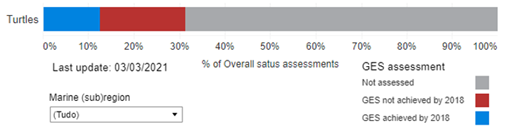 Turtles
0% 10% 20% 30% 40% 50% 60% 70% 80% 90% 100%
Last update: 03/03/2021
% of Overall satus assessments
GES assessment
Not assessed
GES not achieved by 2018
GES achieved by 2018
Marine (sub)region
(Tudo)